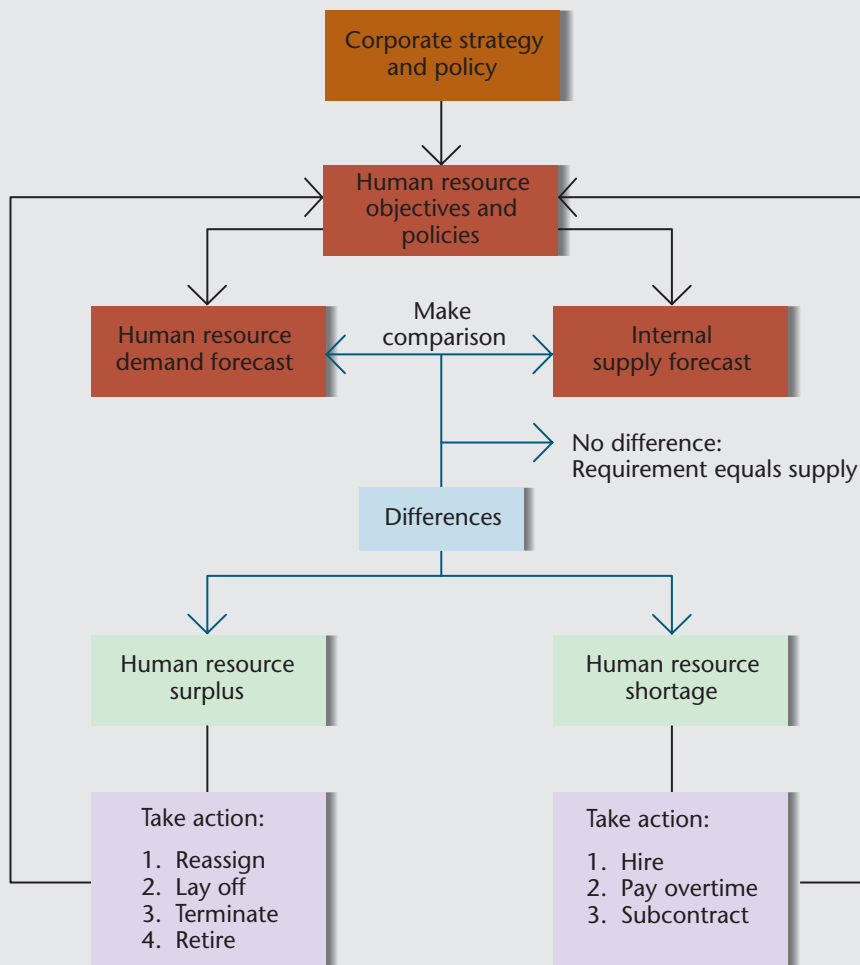 Corporate strategy
and policy
Human resource
objectives and
policies
Human resource
demand forecast
Make
comparison
Internal
supply forecast
No difference:
Requirement equals supply
Differences
Human resource
surplus
Human resource
shortage
Take action:
1. Reassign
2. Lay off
3. Terminate
4. Retire
Take action:
1. Hire
2. Pay overtime
3. Subcontract